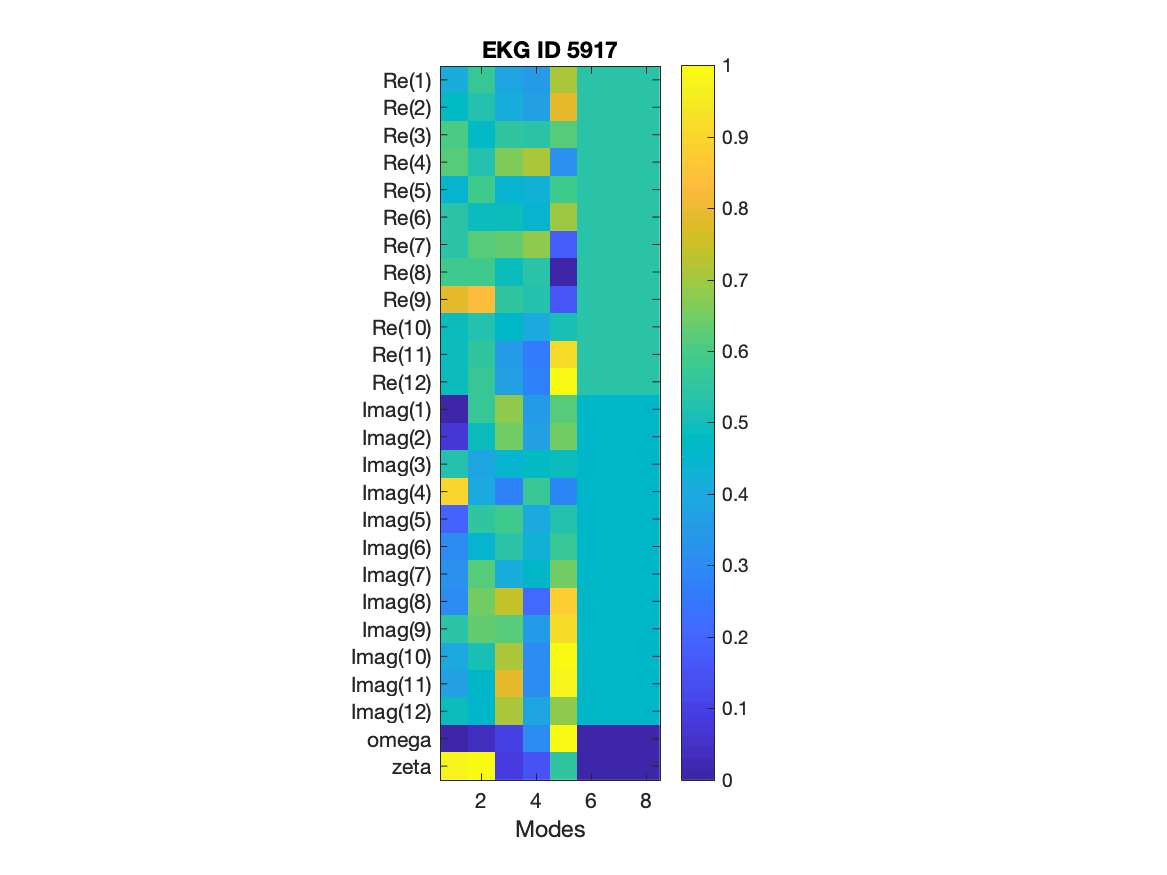 EKG ID 5917
Re(1)
Re(2)
Re(3)
Re(4)
Re(5)
Re(6)
Re(7)
Re(8)
Re(9)
Re(10)
Re(11)
Re(12)
Imag(1)
Imag(2)
Imag(3)
Imag(4)
Imag(5)
Imag(6)
Imag(7)
Imag(8)
Imag(9)
Imag(10)
Imag(11)
Imag(12)
omega
zeta
2 4 6 8
Modes
1
0.9
0.8
0.7
0.6
0.5
0.4
0.3
0.2
0.1
0